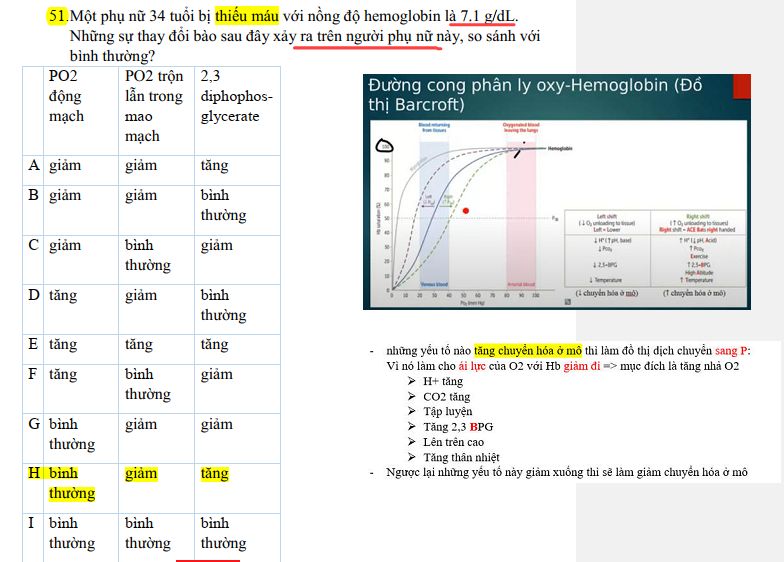 51. Một phụ nữ 34 tuổi bị thiếu máu với nồng độ hemoglobin là 7.1 g/dL.
Những sự thay đổi bào sau đây xảy ra trên người phụ nữ này, so sánh với
bình thường?
PO2 động mạch PO2 trộn lẫn trong mao mạch 2,3 diphophos-glycerate
A giảm giảm tăng
B giảm giảm bình thường
C giảm bình thường giảm
D tăng giảm bình thường
E tăng tăng tăng
F tăng bình thường giảm
G bình thường giảm giảm
H bình thường giảm tăng
I bình thường bình thường bình thường
Đường cong phân ly oxy-Hemoglobin (Đồ
thị Barcroft)
Blood returning
from tissues
Oxygenated blood
leaving the lungs
Hemoglobin
Myoglobin
Left
Right
Hb saturation (%)
100
90
80
70
60
50
40
30
20
10
0
0 10 20 30 40 50 60 70 80 90 100
PO2 (mm Hg)
Venous blood
Arterial blood
P50
Left shift
(↓ O2 unloading to tissue)
Left = Lower
Right shift
(↑ O2 unloading to tissues)
Right shift – ACE Bats right handed
↓ H+ (↑ pH, base)
↓ Pco2
↓ 2,3-BPG
↓ Temperature
↑ H+ (↓ pH, Acid)
↑ Pco2
Exercise
↑ 2,3-BPG
High Altitude
↑ Temperature
(↓ chuyển hóa ở mô)
(↑ chuyển hóa ở mô)
- những yếu tố nào tăng chuyển hóa ở mô thì làm đồ thị dịch chuyển sang P:
Vì nó làm cho ái lực của O2 với Hb giảm đi => mục đích là tăng nhả O2
➢ H+ tăng
➢ CO2 tăng
➢ Tập luyện
➢ Tăng 2,3 BPG
➢ Lên trên cao
➢ Tăng thân nhiệt
- Ngược lại những yếu tố này giảm xuống thì sẽ làm giảm chuyển hóa ở mô